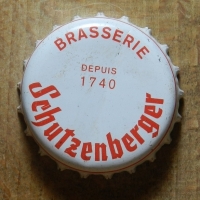 BRASSERIE
DEPUIS
1740
Schutzenberger